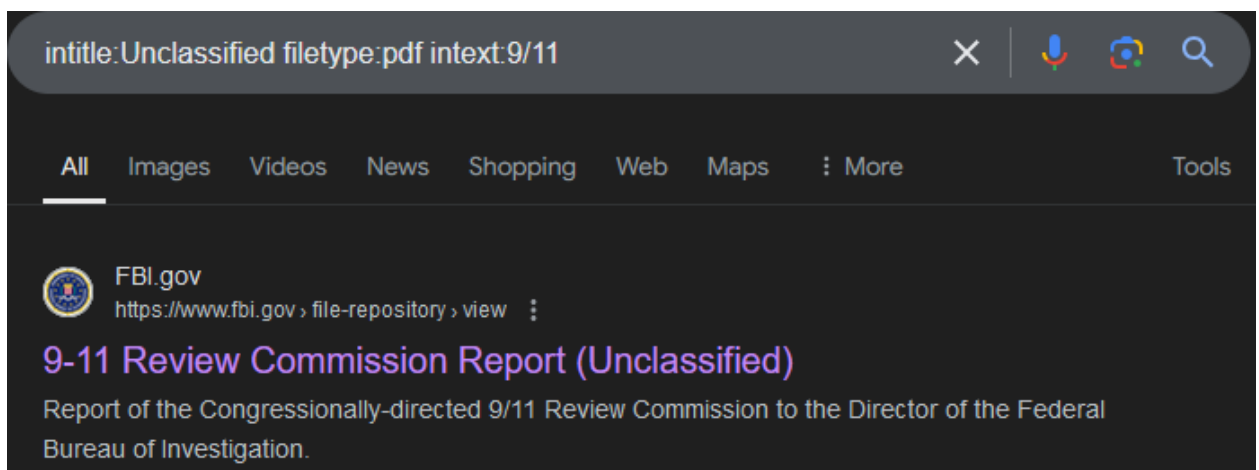 intitle:Unclassified filetype:pdf intext:9/11
All Images Videos News Shopping Web Maps More Tools
FBI.gov
https://www.fbi.gov › file-repository › view
9-11 Review Commission Report (Unclassified)
Report of the Congressionally-directed 9/11 Review Commission to the Director of the Federal
Bureau of Investigation.